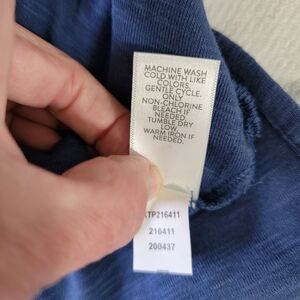 MACHINE WASH
COLD WITH LIKE
COLORS.
GENTLE CYCLE.
ONLY
NON-CHLORINE
BLEACH IF
NEEDED.
TUMBLE DRY
LOW.
WARM IRON IF
NEEDED.
TP216411
216411
200437